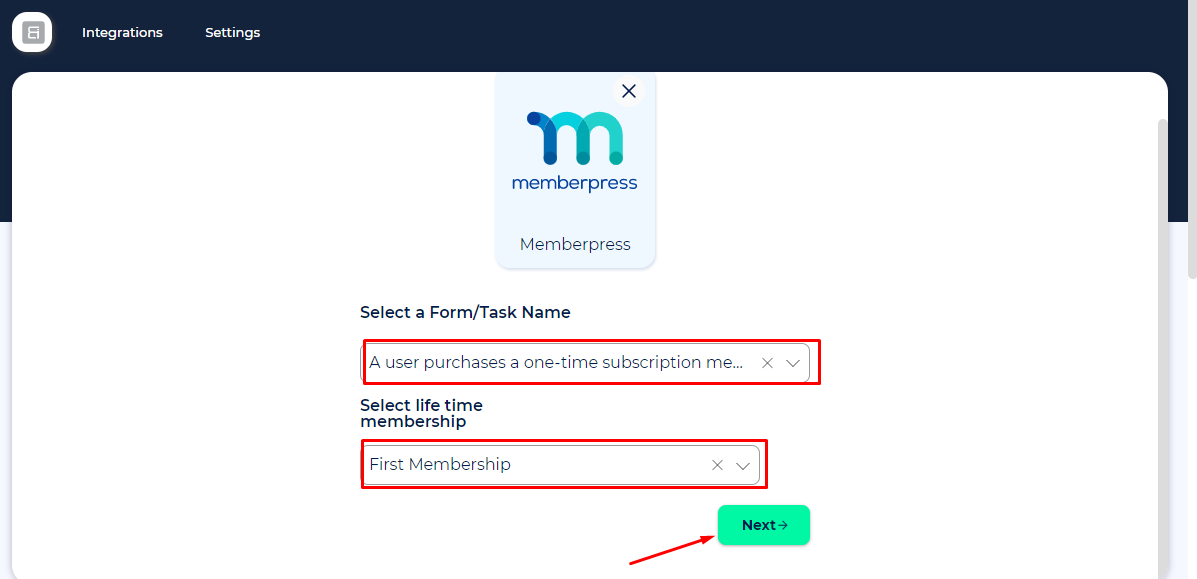 Integrations Settings
memberpress
Memberpress
Select a Form/Task Name
A user purchases a one-time subscription me...
Select life time
membership
First Membership
Next